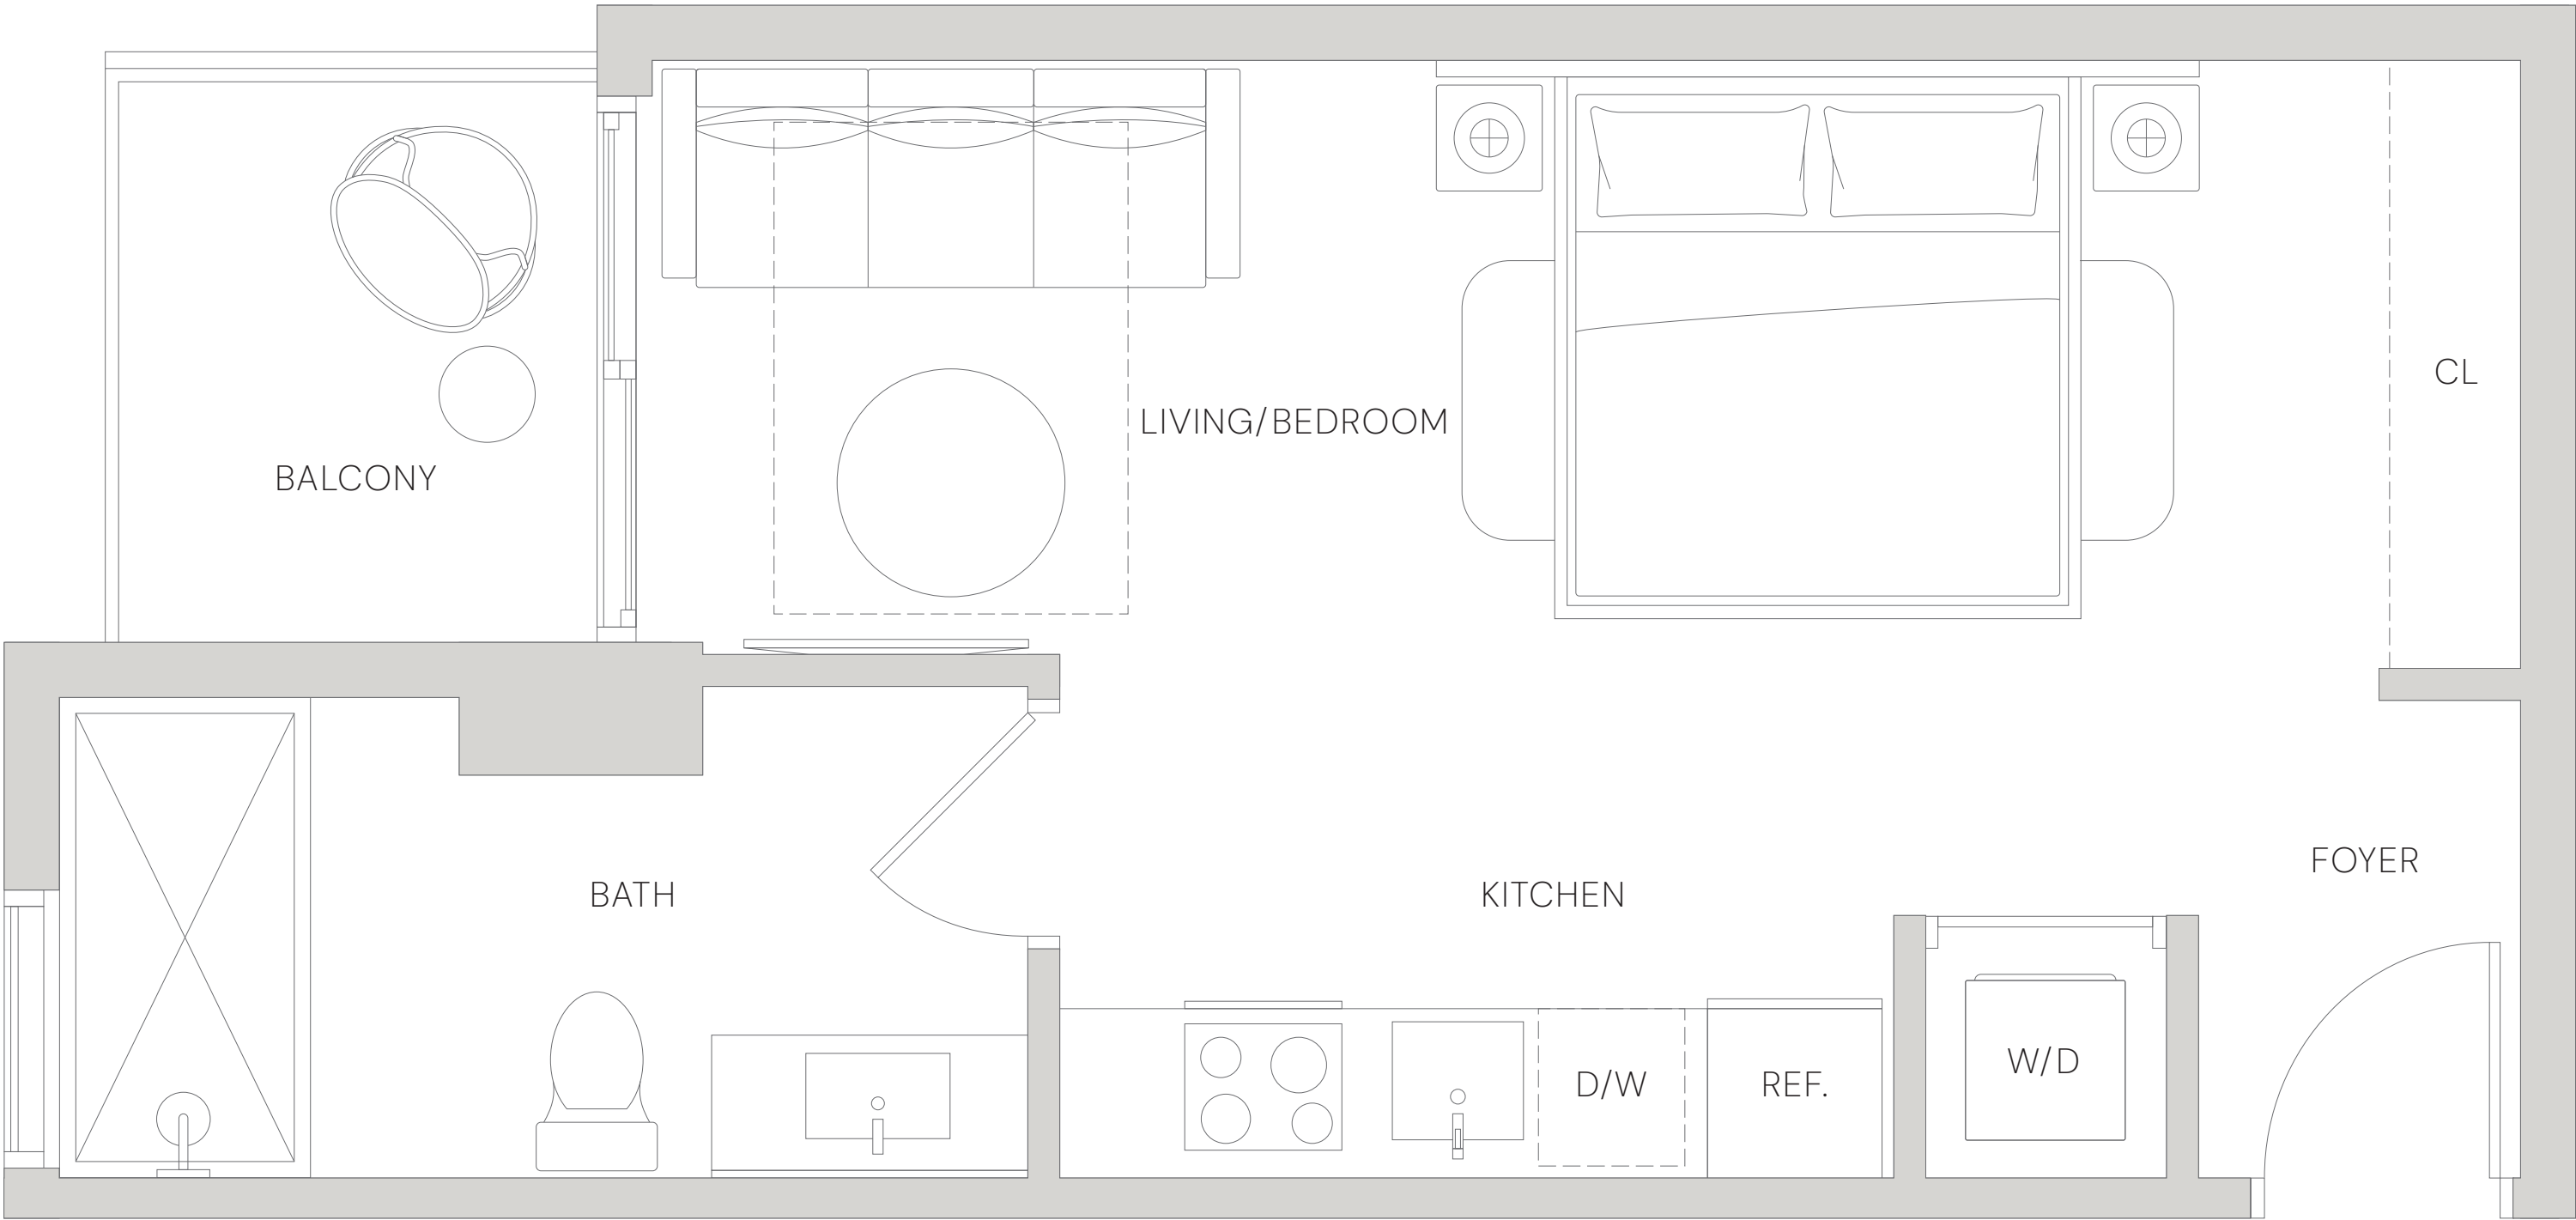 CL
LIVING/BEDROOM
BALCONY
FOYER
BATH
KITCHEN
W/D
D/W
REF.